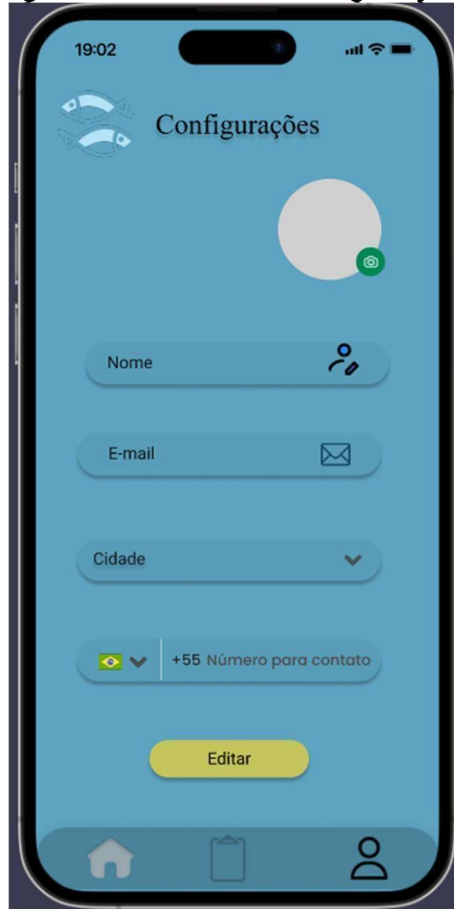 19:02
Configurações
Nome
E-mail
Cidade
+55 Número para contato
Editar